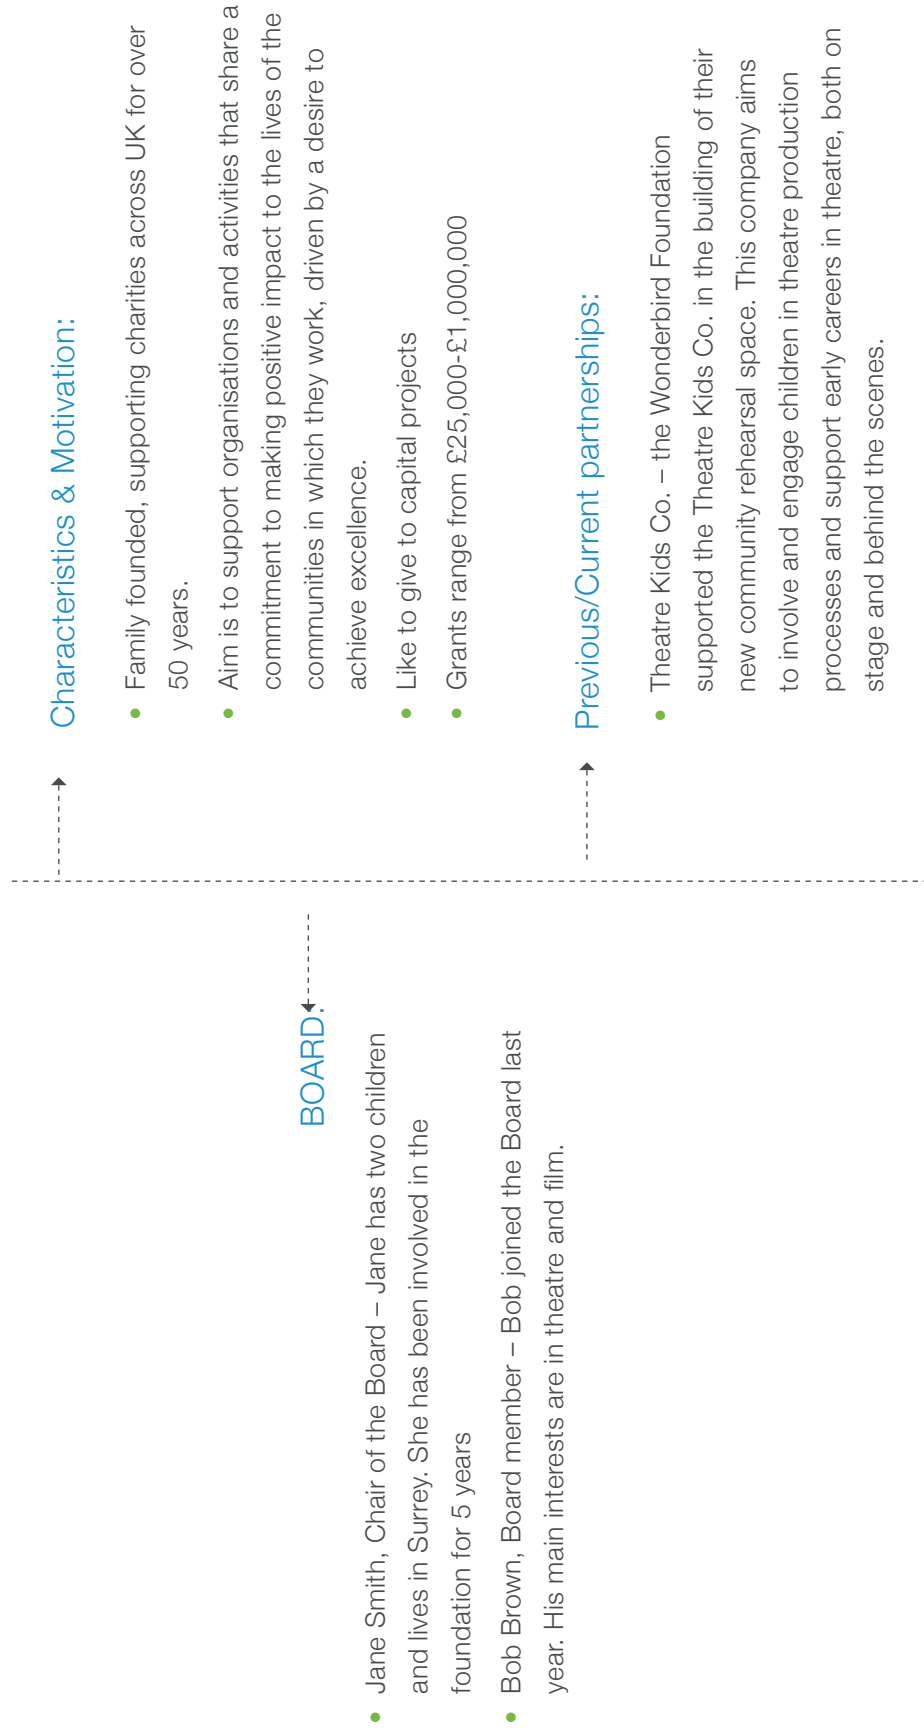 Characteristics & Motivation:
• Family founded, supporting charities across UK for over
50 years.
• Aim is to support organisations and activities that share a
commitment to making positive impact to the lives of the
communities in which they work, driven by a desire to
achieve excellence.
• Like to give to capital projects
• Grants range from £25,000-£1,000,000
BOARD:
• Jane Smith, Chair of the Board – Jane has two children
and lives in Surrey. She has been involved in the
foundation for 5 years
• Bob Brown, Board member – Bob joined the Board last
year. His main interests are in theatre and film.
Previous/Current partnerships:
• Theatre Kids Co. – the Wonderbird Foundation
supported the Theatre Kids Co. in the building of their
new community rehearsal space. This company aims
to involve and engage children in theatre production
processes and support early careers in theatre, both on
stage and behind the scenes.